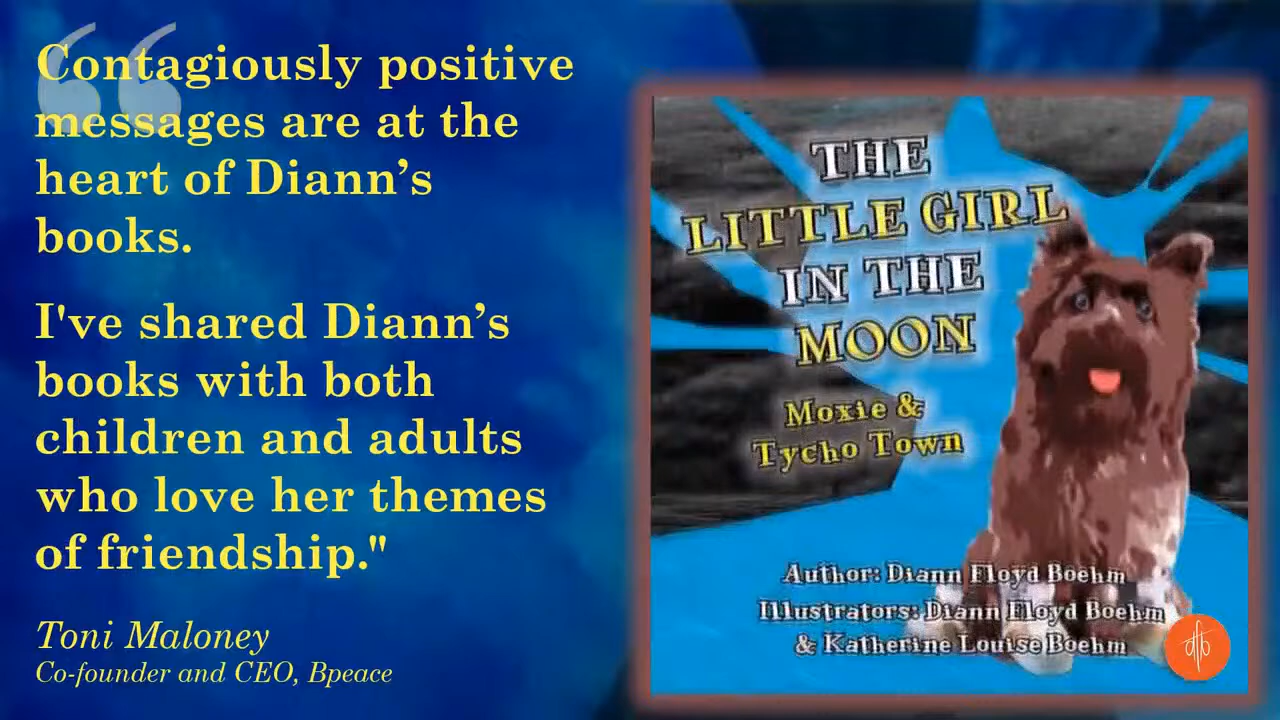 Contagiously positive
messages are at the
heart of Diann’s
books.
I've shared Diann’s
books with both
children and adults
who love her themes
of friendship."
Toni Maloney
Co-founder and CEO, Bpeace
THE
LITTLE GIRL
IN THE
MOON
Moxie &
Tycho Town
Author: Diann Floyd Boehm
Illustrators: Diann Floyd Boehm
& Katherine Louise Boehm
dfb